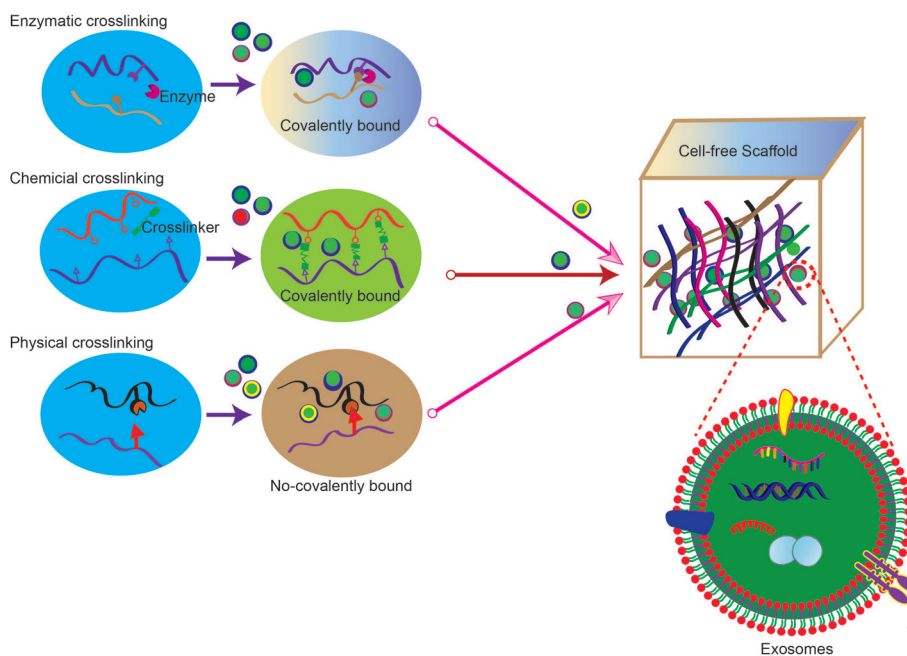 Enzymatic crosslinking
Enzyme
Covalently bound
Cell-free Scaffold
Chemicial crosslinking
Crosslinker
Covalently bound
Physical crosslinking
No-covalently bound
Exosomes